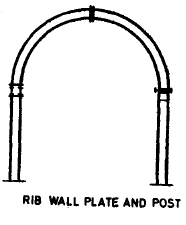 RIB WALL PLATE AND POST